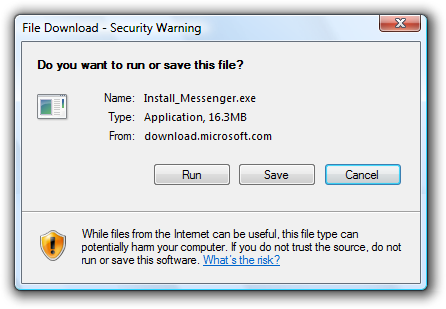 File Download - Security Warning
Do you want to run or save this file?
Name: Install_Messenger.exe
Type: Application, 16.3MB
From: download.microsoft.com
Run Save Cancel
While files from the Internet can be useful, this file type can
potentially harm your computer. If you do not trust the source, do not
run or save this software. What's the risk?